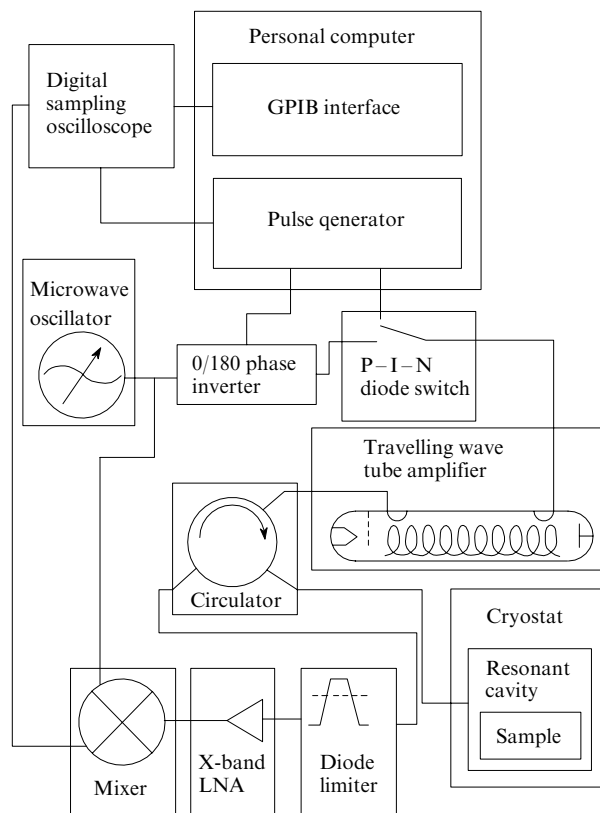 Personal computer
Digital
sampling
oscilloscope
GPIB interface
Pulse qenerator
Microwave
oscillator
0/180 phase
inverter
P–I–N
diode switch
Travelling wave
tube amplifier
Circulator
Cryostat
Resonant
cavity
Sample
Mixer
X-band
LNA
Diode
limiter